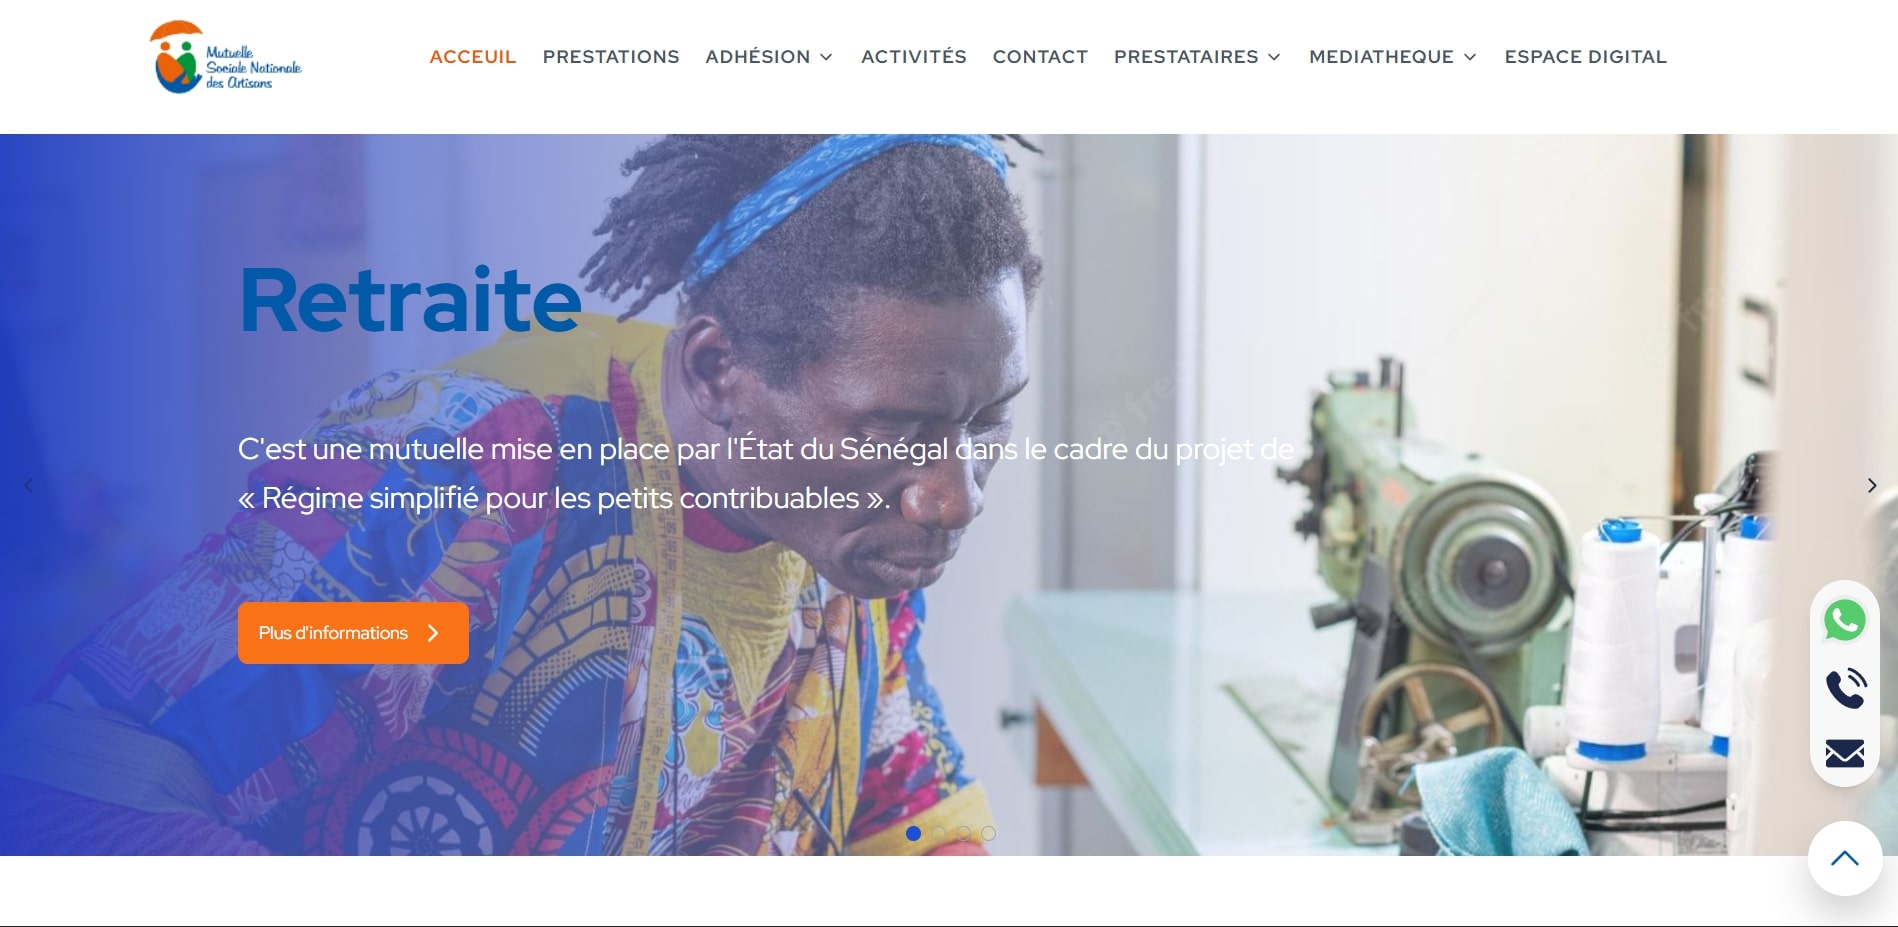 Mutuelle
Sociale Nationale
des Artisans
ACCEUIL PRESTATIONS ADHÉSION ACTIVITÉS CONTACT PRESTATAIRES MEDIATHEQUE ESPACE DIGITAL
Retraite
C'est une mutuelle mise en place par l'État du Sénégal dans le cadre du projet de
« Régime simplifié pour les petits contribuables ».
Plus d'informations